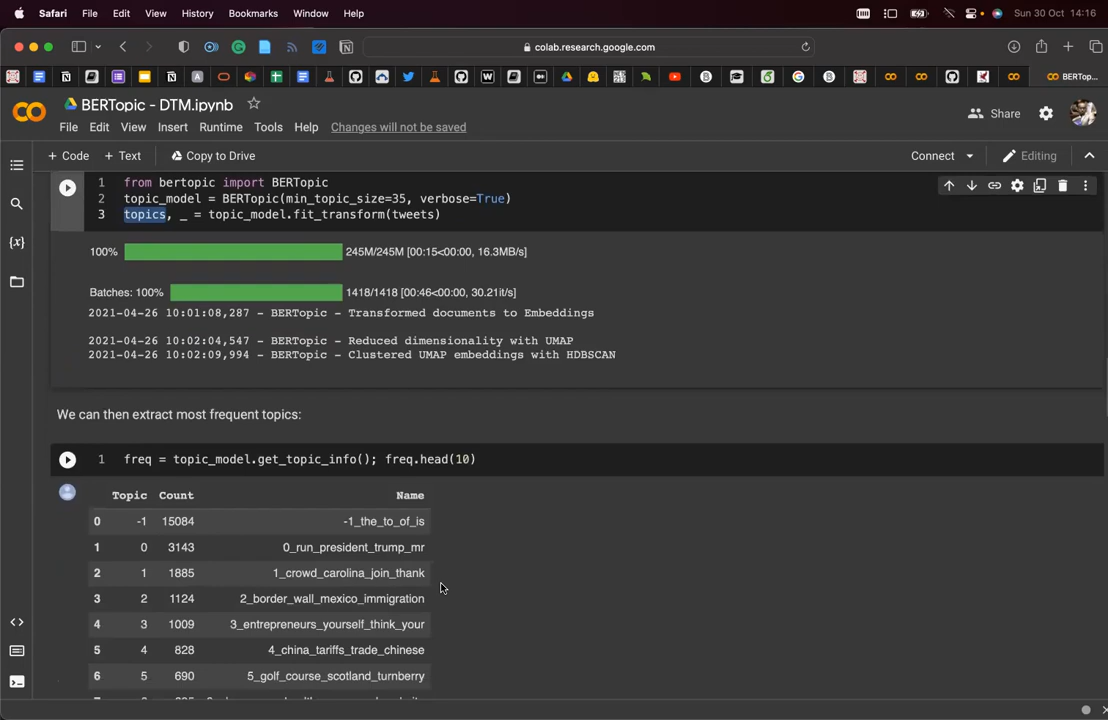 Safari File Edit View History Bookmarks Window Help Sun 30 Oct 14:16
colab.research.google.com
BERTop...
BERTopic - DTM.ipynb
Share
File Edit View Insert Runtime Tools Help Changes will not be saved
+ Code + Text Copy to Drive Connect Editing
1 from bertopic import BERTopic
2 topic_model = BERTopic(min_topic_size=35, verbose=True)
3 topics, _ = topic_model.fit_transform(tweets)
100% 245M/245M [00:15<00:00, 16.3MB/s]
Batches: 100% 1418/1418 [00:46<00:00, 30.21it/s]
2021-04-26 10:01:08,287 - BERTopic - Transformed documents to Embeddings
2021-04-26 10:02:04,547 - BERTopic - Reduced dimensionality with UMAP
2021-04-26 10:02:09,994 - BERTopic - Clustered UMAP embeddings with HDBSCAN
We can then extract most frequent topics:
1 freq = topic_model.get_topic_info(); freq.head(10)
Topic Count Name
0 -1 15084 -1_the_to_of_is
1 0 3143 0_run_president_trump_mr
2 1 1885 1_crowd_carolina_join_thank
3 2 1124 2_border_wall_mexico_immigration
4 3 1009 3_entrepreneurs_yourself_think_your
5 4 828 4_china_tariffs_trade_chinese
6 5 690 5_golf_course_scotland_turnberry